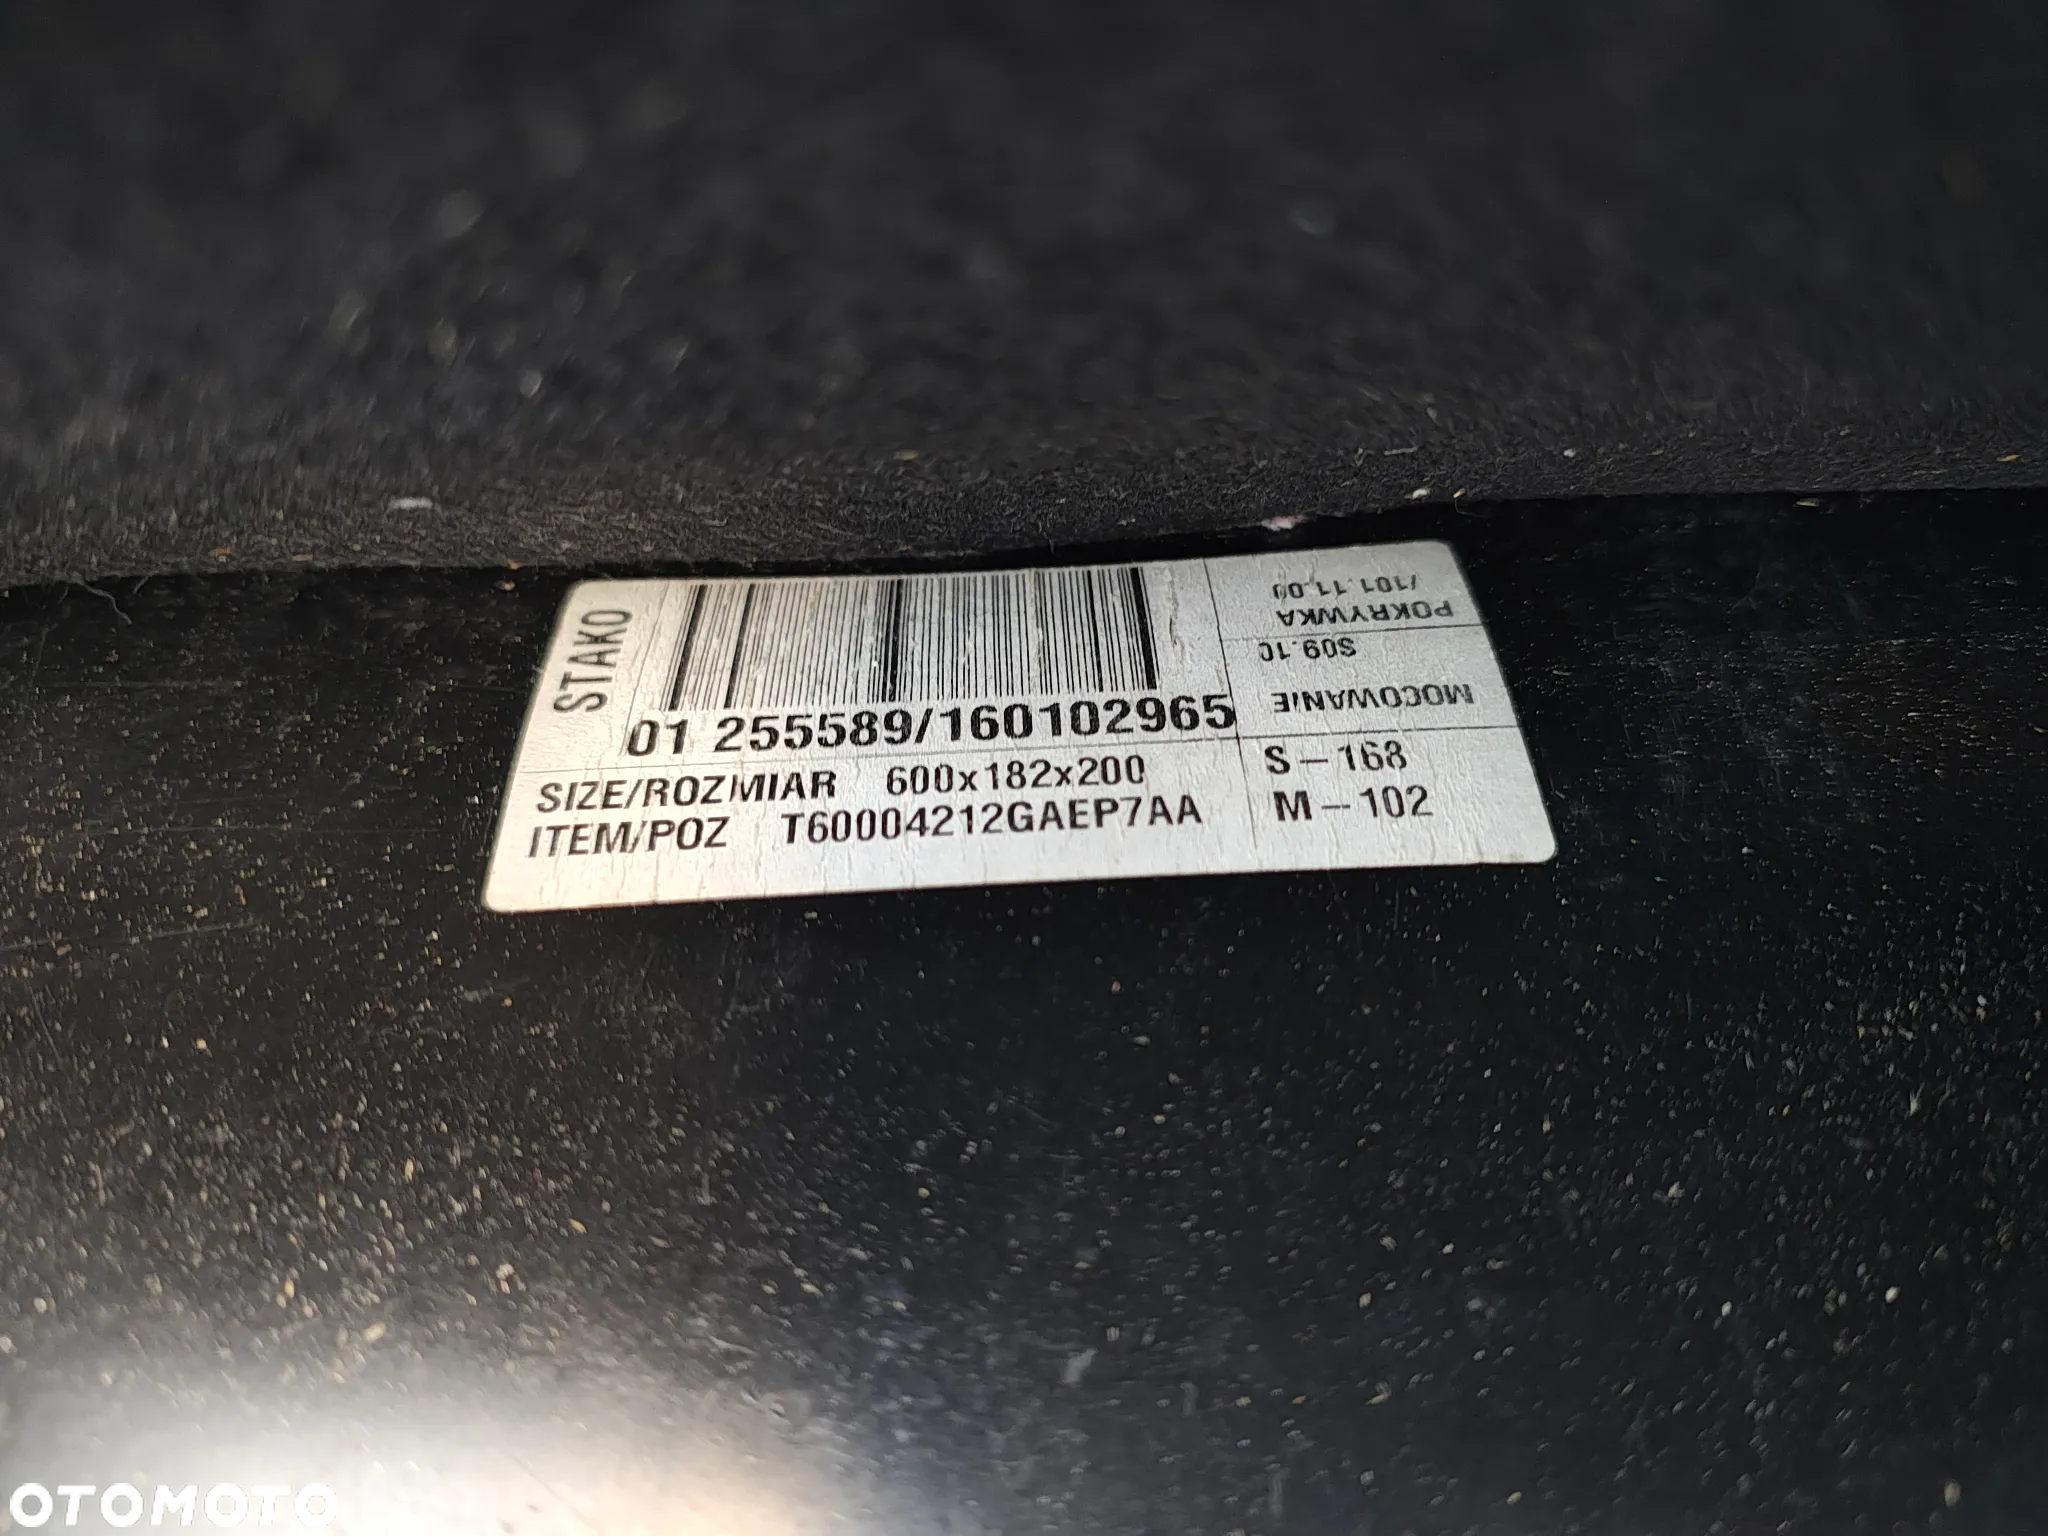 STAKO
01 255589/160102965
SIZE/ROZMIAR 600x182x200
ITEM/POZ T60004212GAEP7AA
POKRYWKA
/101.11.00
MOCOWANIE
S09.10
S-168
M-102
OTOMOTO